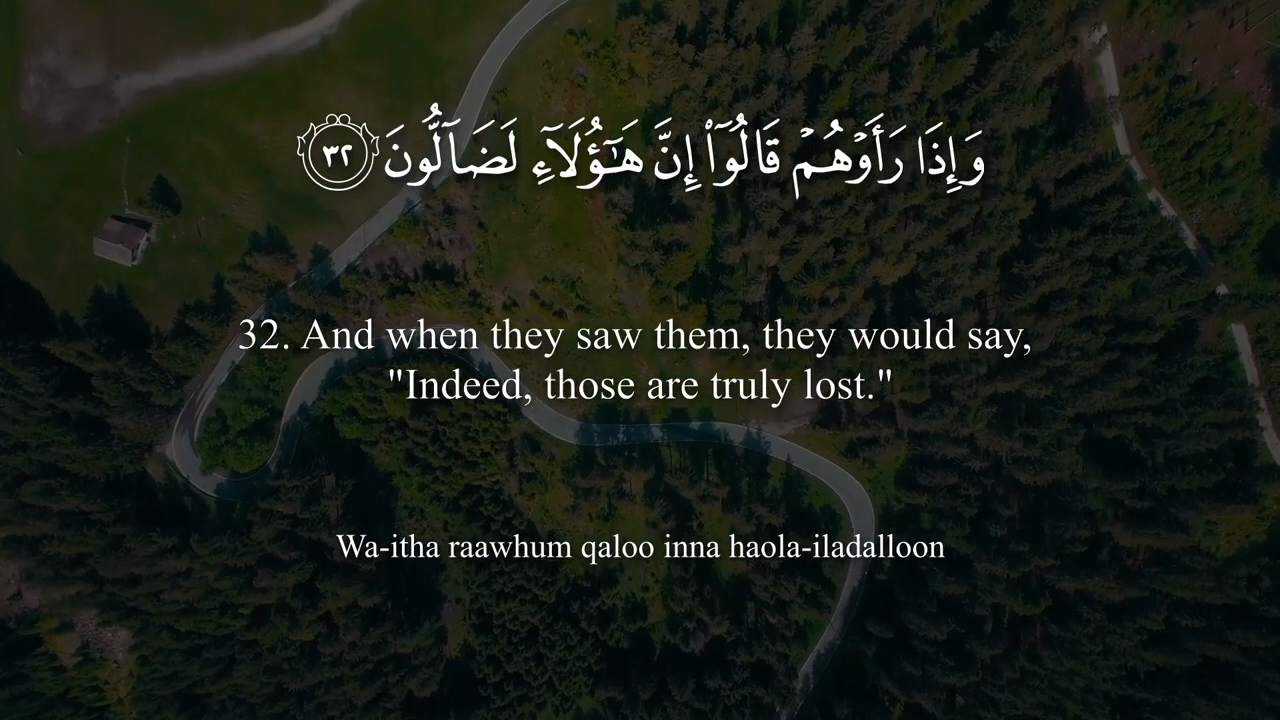 وَإِذَا رَأَوْهُمْ قَالُوٓا۟ إِنَّ هَـٰٓؤُلَآءِ لَضَآلُّونَ ٣٢
32. And when they saw them, they would say,
"Indeed, those are truly lost."
Wa-itha raawhum qaloo inna haola-iladalloon